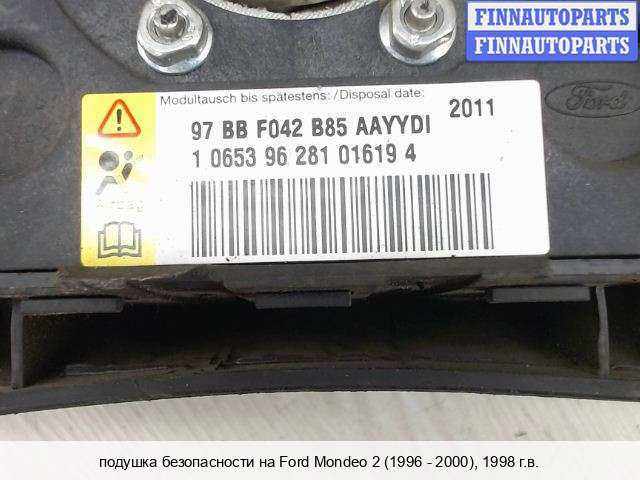 FINNAUTOPARTS
FINNAUTOPARTS
Modultausch bis spätestens: /Disposal date:
2011
97 BB F042 B85 AAYYDI
1 0653 96 281 01619 4
Airbag
Ford
подушка безопасности на Ford Mondeo 2 (1996 - 2000), 1998 г.в.